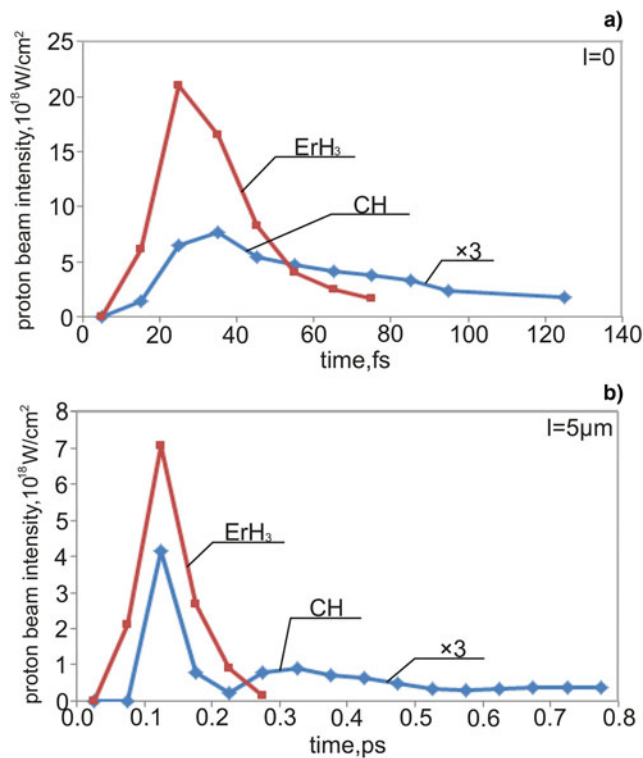 a)
l=0
proton beam intensity,10¹⁸W/cm²
25
20
15
10
5
0
ErH₃
CH
×3
0 20 40 60 80 100 120 140
time,fs
b)
l=5μm
proton beam intensity,10¹⁸W/cm²
8
7
6
5
4
3
2
1
0
ErH₃
CH
×3
0.0 0.1 0.2 0.3 0.4 0.5 0.6 0.7 0.8
time,ps